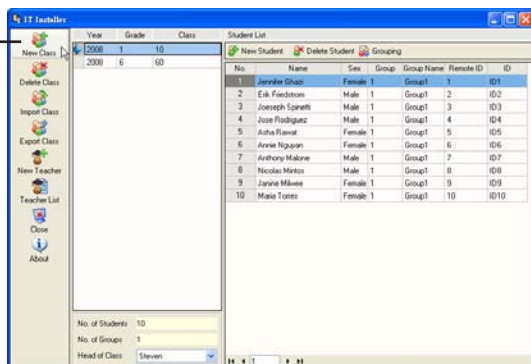 IT Installer
New Class
Delete Class
Import Class
Export Class
New Teacher
Teacher List
Close
About
Year Grade Class
2008 1 10
2008 6 60
No. of Students 10
No. of Groups 1
Head of Class Steven
Student List
New Student Delete Student Grouping
No. Name Sex Group Group Name Remote ID ID
1 Jennifer Ghazi Female 1 Group1 1 ID1
2 Erik Friedstrom Male 1 Group1 2 ID2
3 Joeseph Spinetti Male 1 Group1 3 ID3
4 Jose Rodriguez Male 1 Group1 4 ID4
5 Asha Rawat Female 1 Group1 5 ID5
6 Annie Nguyan Female 1 Group1 6 ID6
7 Anthony Malone Male 1 Group1 7 ID7
8 Nicolas Mintos Male 1 Group1 8 ID8
9 Janine Milwee Female 1 Group1 9 ID9
10 Maria Torres Female 1 Group1 10 ID10
1